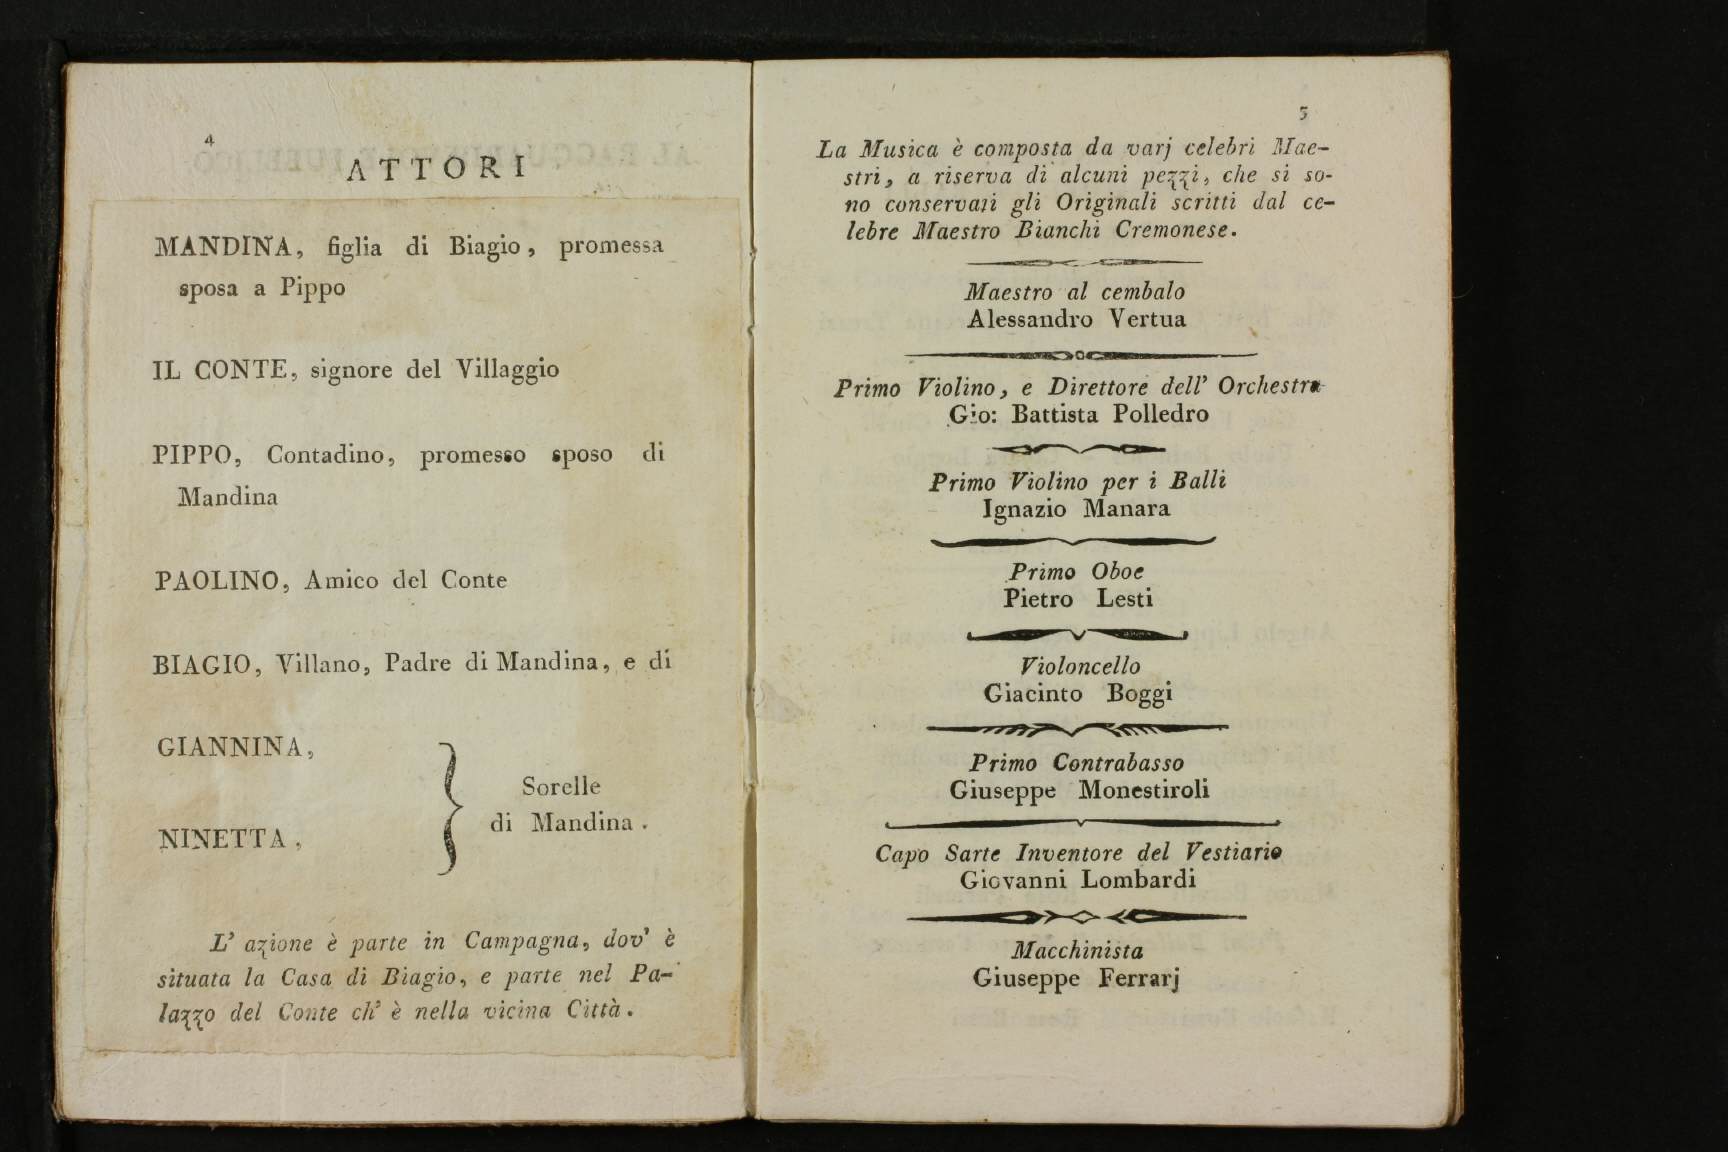 4
ATTORI
MANDINA, figlia di Biagio, promessa
sposa a Pippo
IL CONTE, signore del Villaggio
PIPPO, Contadino, promesso sposo di
Mandina
PAOLINO, Amico del Conte
BIAGIO, Villano, Padre di Mandina, e di
GIANNINA,
NINETTA,
Sorelle
di Mandina.
L' azione è parte in Campagna, dov' è
situata la Casa di Biagio, e parte nel Pa-
lazzo del Conte ch' è nella vicina Città.
5
La Musica è composta da varj celebri Mae-
stri, a riserva di alcuni pezzi, che si so-
no conservati gli Originali scritti dal ce-
lebre Maestro Bianchi Cremonese.
Maestro al cembalo
Alessandro Vertua
Primo Violino, e Direttore dell' Orchestra
Gio: Battista Polledro
Primo Violino per i Balli
Ignazio Manara
Primo Oboe
Pietro Lesti
Violoncello
Giacinto Boggi
Primo Contrabasso
Giuseppe Monestiroli
Capo Sarte Inventore del Vestiario
Giovanni Lombardi
Macchinista
Giuseppe Ferrarj